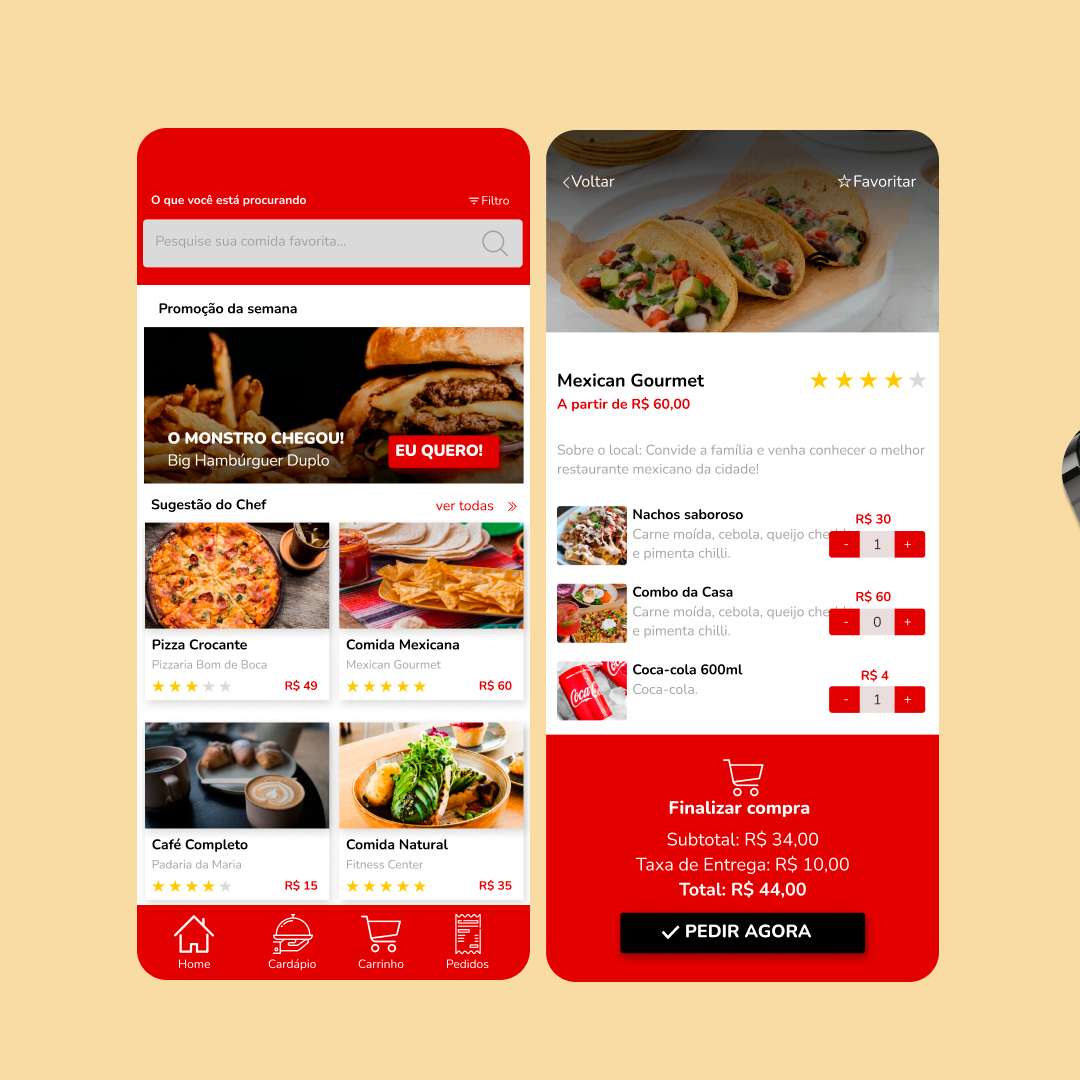 O que você está procurando
Filtro
Pesquise sua comida favorita...
Promoção da semana
O MONSTRO CHEGOU!
Big Hambúrguer Duplo
EU QUERO!
Sugestão do Chef
ver todas
Pizza Crocante
Pizzaria Bom de Boca
R$ 49
Comida Mexicana
Mexican Gourmet
R$ 60
Café Completo
Padaria da Maria
R$ 15
Comida Natural
Fitness Center
R$ 35
Home
Cardápio
Carrinho
Pedidos
Voltar
Favoritar
Mexican Gourmet
A partir de R$ 60,00
Sobre o local: Convide a família e venha conhecer o melhor
restaurante mexicano da cidade!
Nachos saboroso
Carne moída, cebola, queijo
e pimenta chilli.
R$ 30
- 1 +
Combo da Casa
Carne moída, cebola, queijo
e pimenta chilli.
R$ 60
- 0 +
Coca-cola 600ml
Coca-cola.
R$ 4
- 1 +
Finalizar compra
Subtotal: R$ 34,00
Taxa de Entrega: R$ 10,00
Total: R$ 44,00
PEDIR AGORA